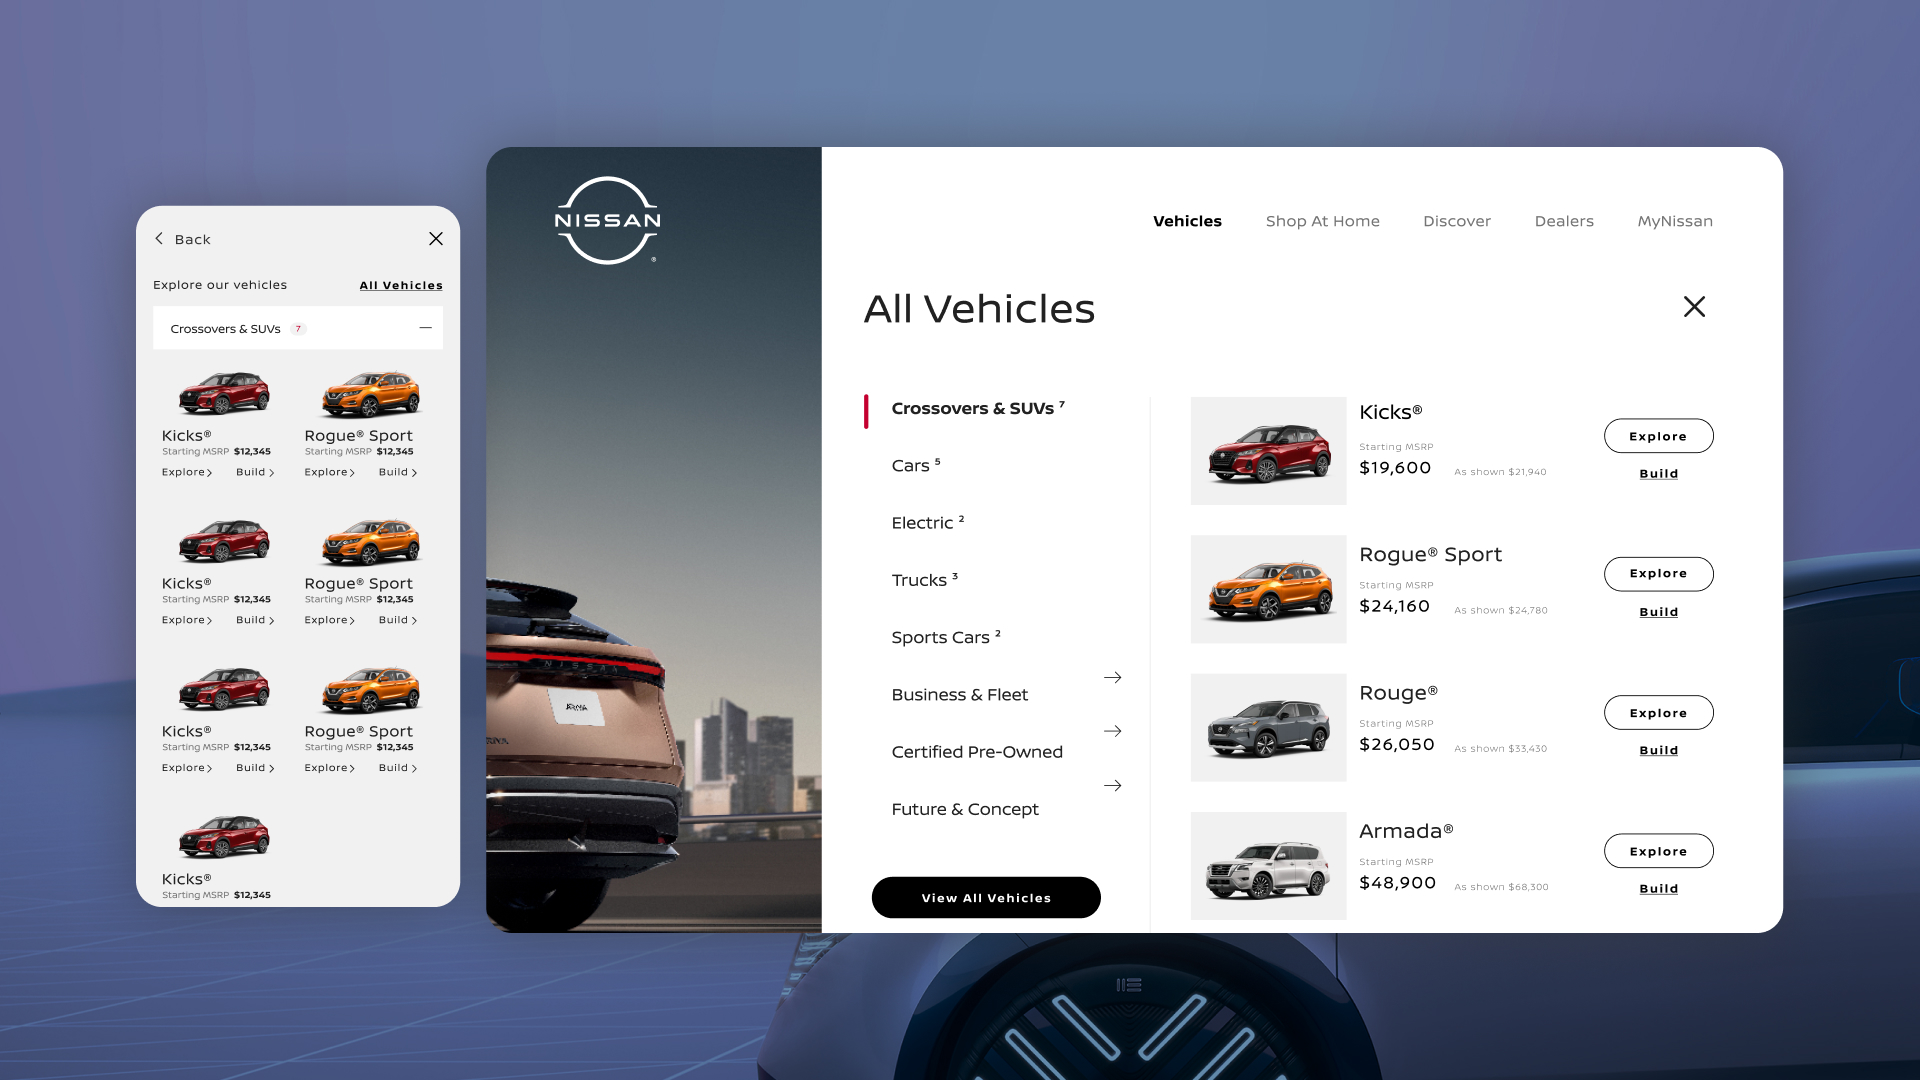 Back
Explore our vehicles All Vehicles
Crossovers & SUVs 7
Kicks® Rogue® Sport
Starting MSRP $12,345 Starting MSRP $12,345
Explore Build Explore Build
Kicks® Rogue® Sport
Starting MSRP $12,345 Starting MSRP $12,345
Explore Build Explore Build
Kicks® Rogue® Sport
Starting MSRP $12,345 Starting MSRP $12,345
Explore Build Explore Build
Kicks®
Starting MSRP $12,345
NISSAN
®
NISSAN
Vehicles Shop At Home Discover Dealers MyNissan
All Vehicles
Crossovers & SUVs 7
Cars 5
Electric 2
Trucks 3
Sports Cars 2
Business & Fleet
Certified Pre-Owned
Future & Concept
View All Vehicles
Kicks®
Starting MSRP
$19,600 As shown $21,940
Explore
Build
Rogue® Sport
Starting MSRP
$24,160 As shown $24,780
Explore
Build
Rouge®
Starting MSRP
$26,050 As shown $33,430
Explore
Build
Armada®
Starting MSRP
$48,900 As shown $68,300
Explore
Build